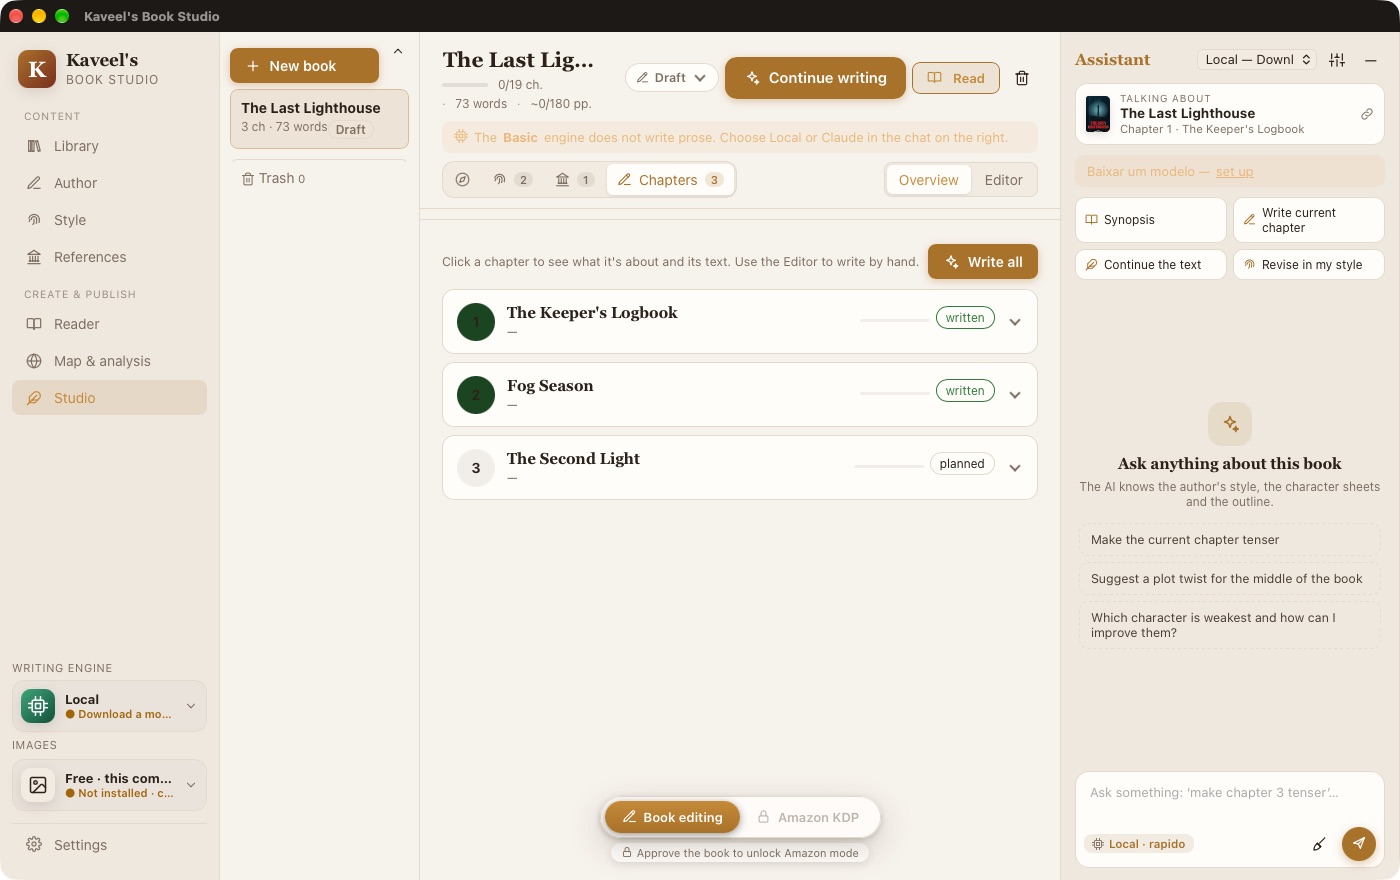 Kaveel's Book Studio
K
Kaveel's
BOOK STUDIO
CONTENT
Library
Author
Style
References
CREATE & PUBLISH
Reader
Map & analysis
Studio
WRITING ENGINE
Local
Download a mo...
IMAGES
Free · this com...
Not installed · c...
Settings
New book
The Last Lighthouse
3 ch · 73 words Draft
Trash 0
The Last Lig...
0/19 ch.
· 73 words · ~0/180 pp.
Draft
Continue writing
Read
The Basic engine does not write prose. Choose Local or Claude in the chat on the right.
2
1
Chapters 3
Overview
Editor
Click a chapter to see what it's about and its text. Use the Editor to write by hand.
Write all
1
The Keeper's Logbook
—
written
2
Fog Season
—
written
3
The Second Light
—
planned
Book editing
Amazon KDP
Approve the book to unlock Amazon mode
Assistant
Local — Downl
TALKING ABOUT
The Last Lighthouse
Chapter 1 · The Keeper's Logbook
Baixar um modelo — set up
Synopsis
Write current
chapter
Continue the text
Revise in my style
Ask anything about this book
The AI knows the author's style, the character sheets
and the outline.
Make the current chapter tenser
Suggest a plot twist for the middle of the book
Which character is weakest and how can I
improve them?
Ask something: ‘make chapter 3 tenser’...
Local · rapido